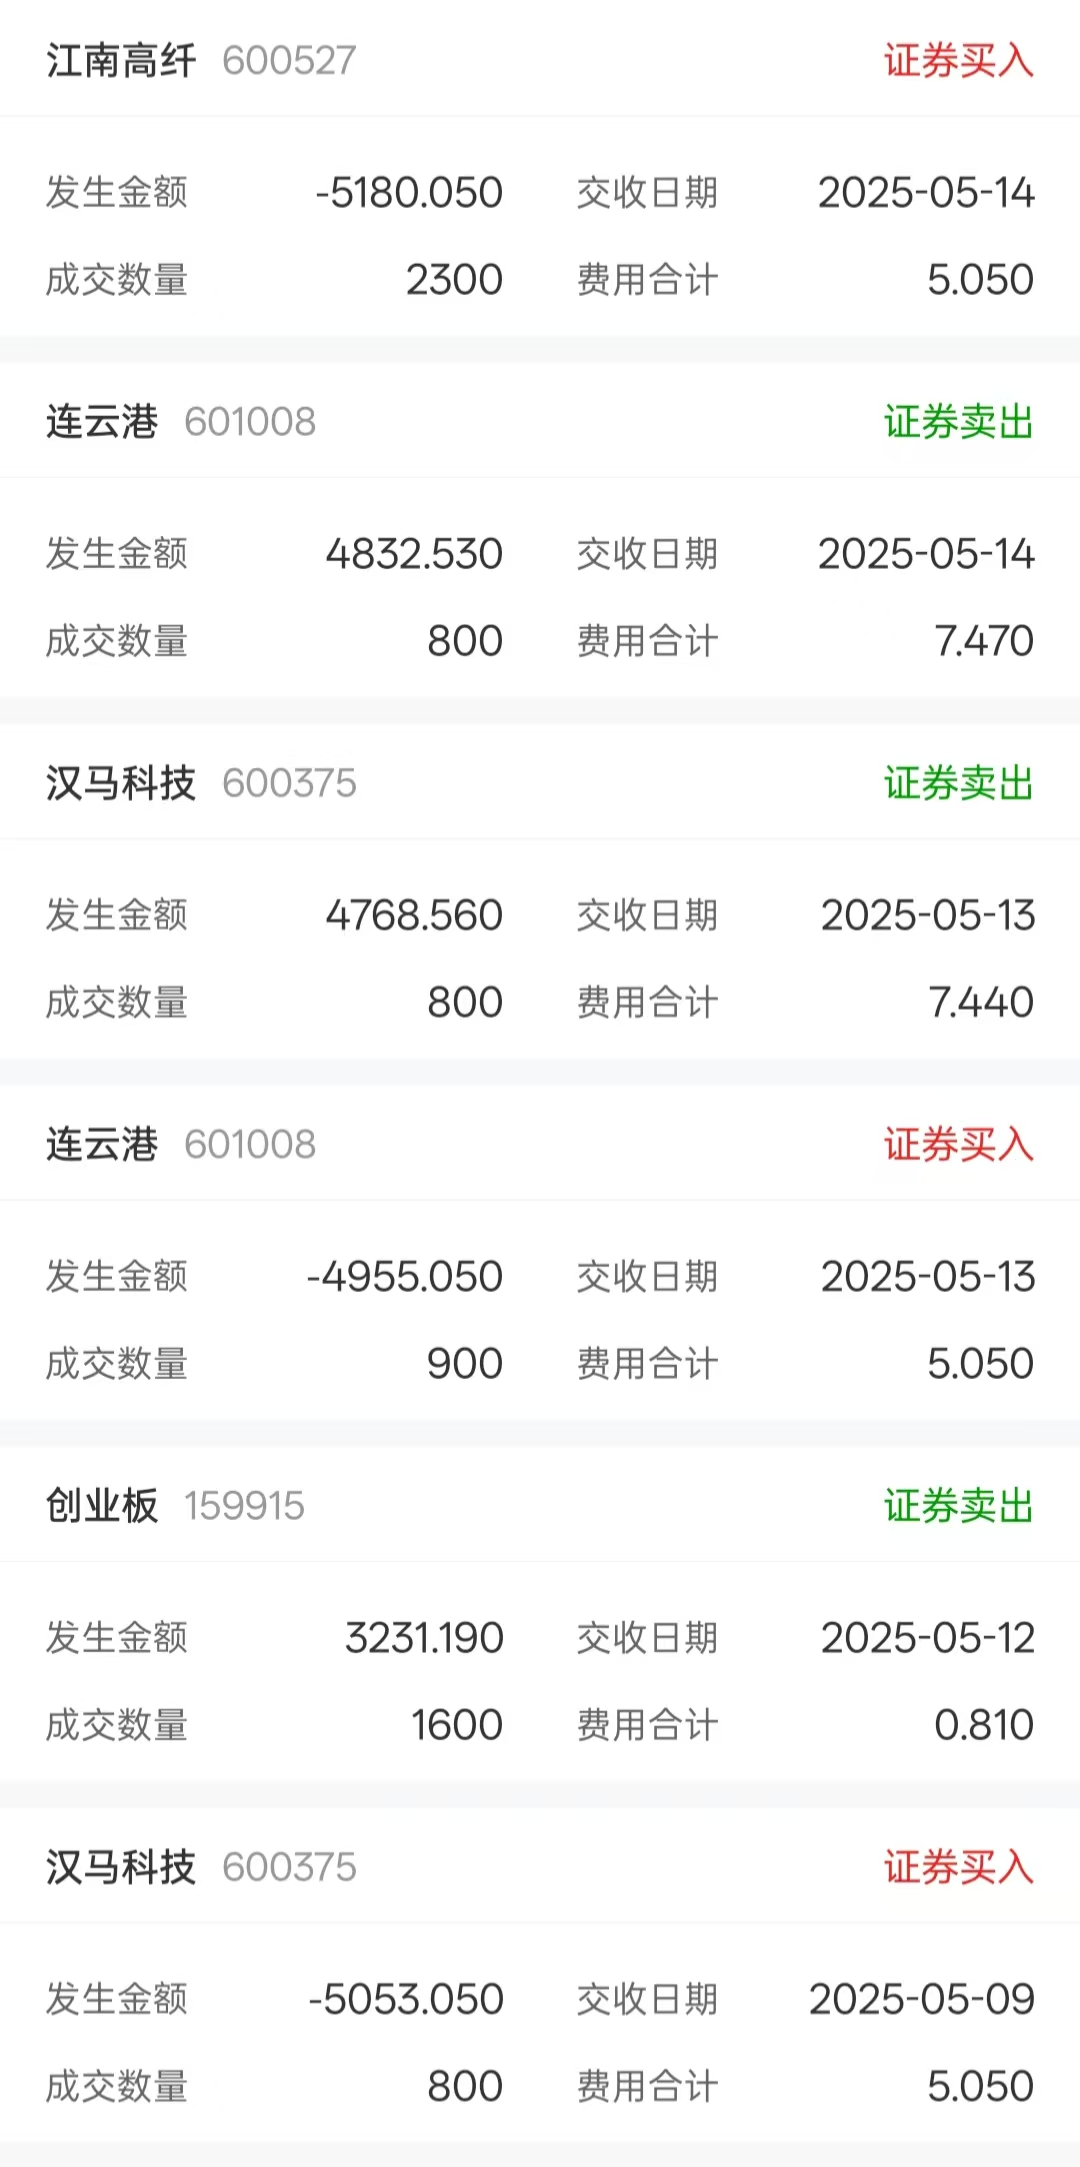 江南高纤 600527 证券买入
发生金额 -5180.050 交收日期 2025-05-14
成交数量 2300 费用合计 5.050
连云港 601008 证券卖出
发生金额 4832.530 交收日期 2025-05-14
成交数量 800 费用合计 7.470
汉马科技 600375 证券卖出
发生金额 4768.560 交收日期 2025-05-13
成交数量 800 费用合计 7.440
连云港 601008 证券买入
发生金额 -4955.050 交收日期 2025-05-13
成交数量 900 费用合计 5.050
创业板 159915 证券卖出
发生金额 3231.190 交收日期 2025-05-12
成交数量 1600 费用合计 0.810
汉马科技 600375 证券买入
发生金额 -5053.050 交收日期 2025-05-09
成交数量 800 费用合计 5.050